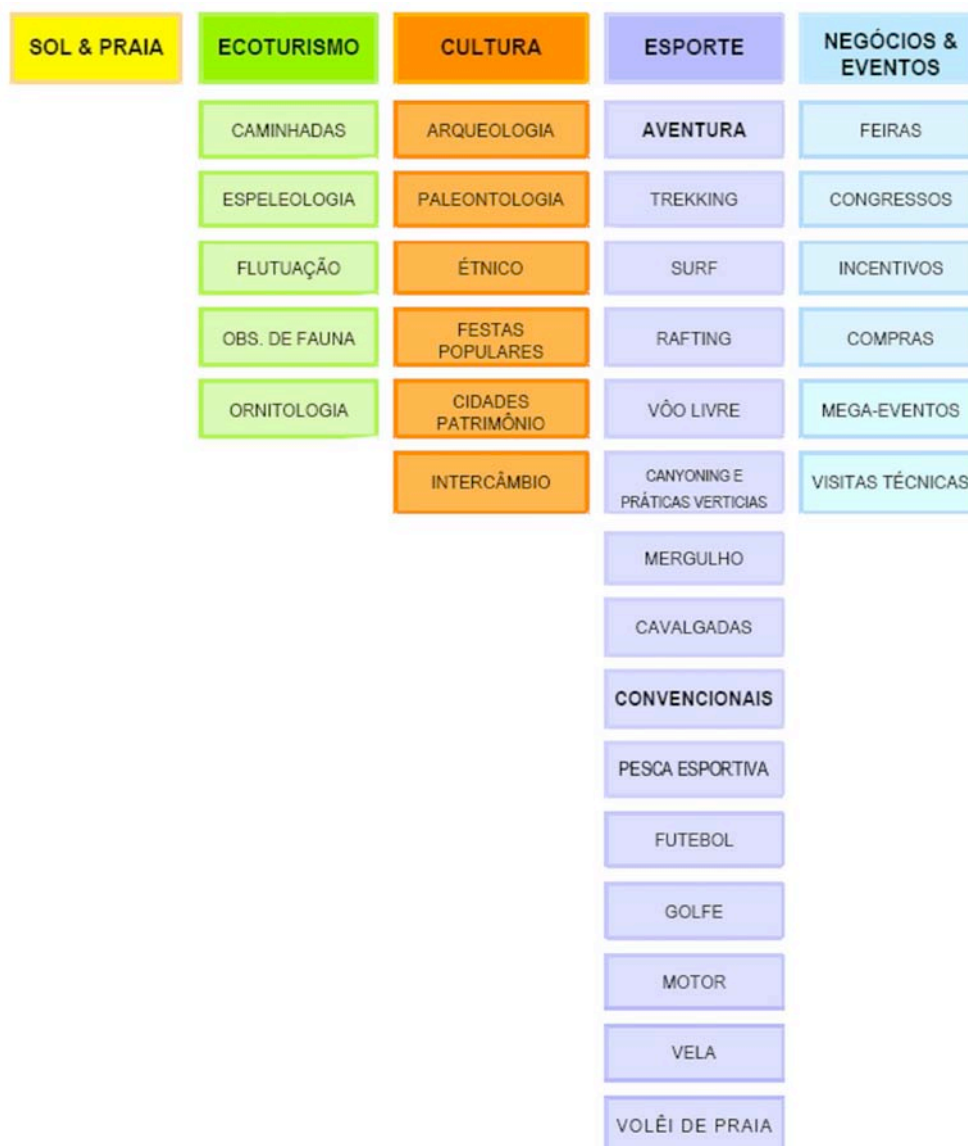 SOL & PRAIA
ECOTURISMO
CAMINHADAS
ESPELEOLOGIA
FLUTUAÇÃO
OBS. DE FAUNA
ORNITOLOGIA
CULTURA
ARQUEOLOGIA
PALEONTOLOGIA
ÉTNICO
FESTAS
POPULARES
CIDADES
PATRIMÔNIO
INTERCÂMBIO
ESPORTE
AVENTURA
TREKKING
SURF
RAFTING
VÔO LIVRE
CANYONING E
PRÁTICAS VERTICIAS
MERGULHO
CAVALGADAS
CONVENCIONAIS
PESCA ESPORTIVA
FUTEBOL
GOLFE
MOTOR
VELA
VOLÊI DE PRAIA
NEGÓCIOS &
EVENTOS
FEIRAS
CONGRESSOS
INCENTIVOS
COMPRAS
MEGA-EVENTOS
VISITAS TÉCNICAS